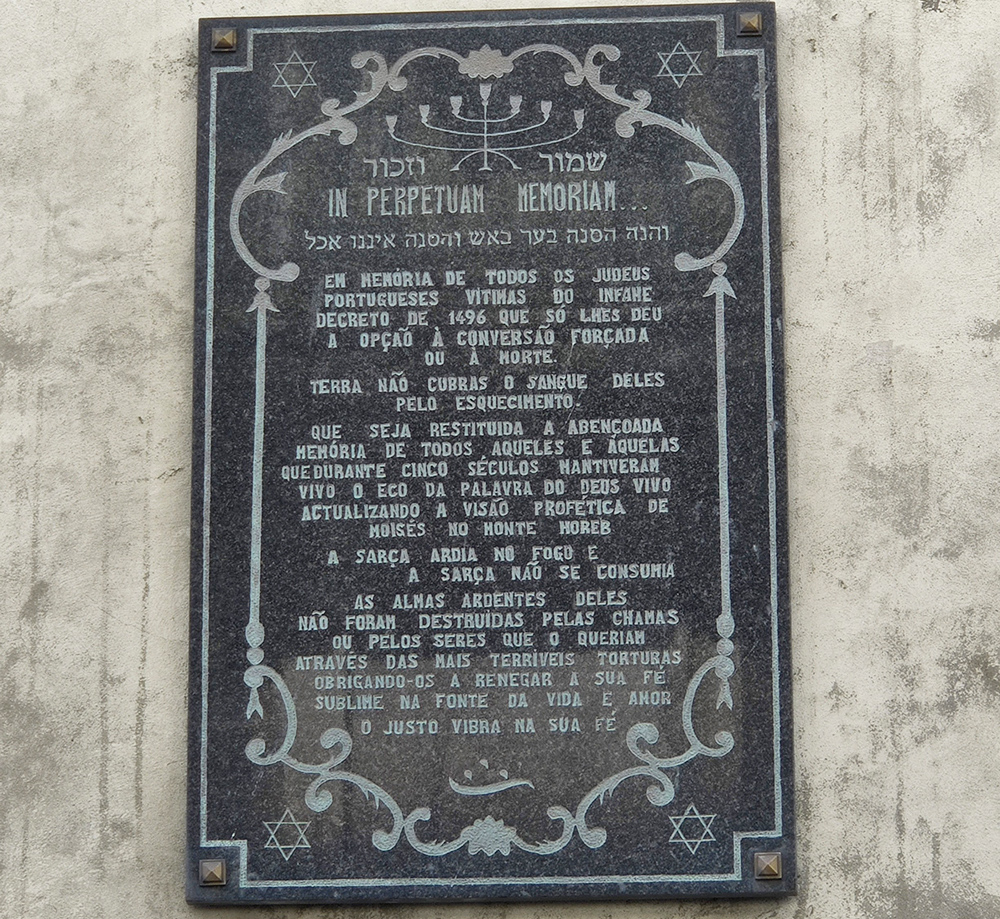 שמור וזכור
IN PERPETUAM MEMORIAM...
והנה הסנה בער באש והסנה איננו אכל
EM MEMÓRIA DE TODOS OS JUDEUS
PORTUGUESES VÍTIMAS DO INFAME
DECRETO DE 1496 QUE SÓ LHES DEU
A OPÇÃO À CONVERSÃO FORÇADA
OU À MORTE.
TERRA NÃO CUBRAS O SANGUE DELES
PELO ESQUECIMENTO.
QUE SEJA RESTITUIDA A ABENÇOADA
MEMÓRIA DE TODOS AQUELES E ÀQUELAS
QUE DURANTE CINCO SÉCULOS MANTIVERAM
VIVO O ECO DA PALAVRA DO DEUS VIVO
ACTUALIZANDO A VISÃO PROFÉTICA DE
MOISÉS NO MONTE HOREB
A SARÇA ARDIA NO FOGO E
A SARÇA NÃO SE CONSUMIA
AS ALMAS ARDENTES DELES
NÃO FORAM DESTRUÍDAS PELAS CHAMAS
OU PELOS SERES QUE O QUERIAM
ATRAVÉS DAS MAIS TERRÍVEIS TORTURAS
OBRIGANDO-OS A RENEGAR A SUA FÉ
SUBLIME NA FONTE DA VIDA E AMOR
O JUSTO VIBRA NA SUA FÉ